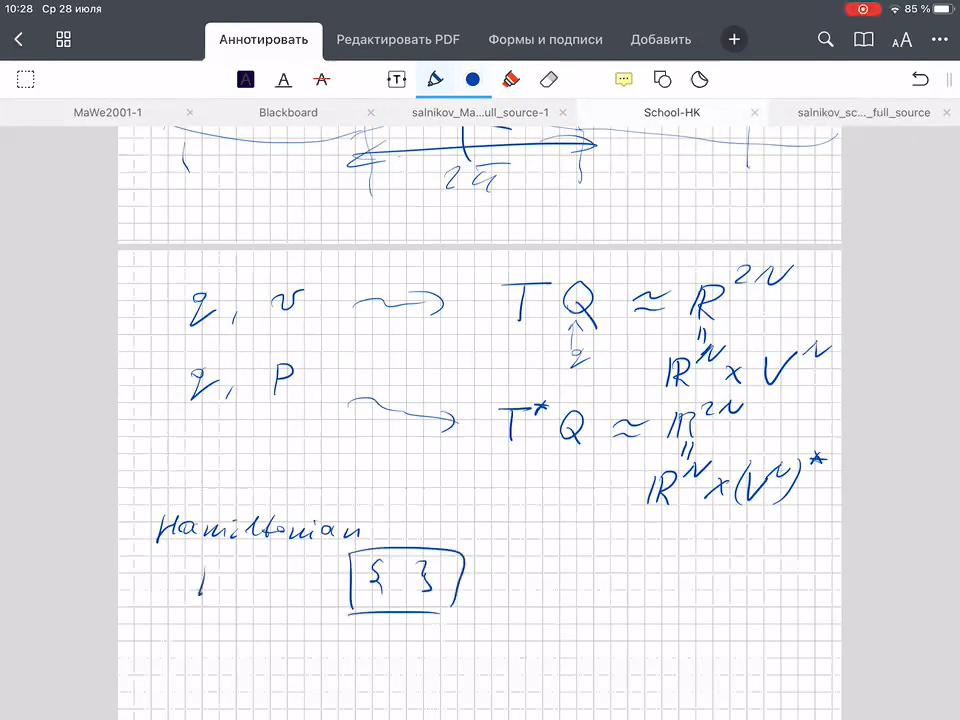 10:28 Ср 28 июля 85 %
Аннотировать Редактировать PDF Формы и подписи Добавить
MaWe2001-1 Blackboard salnikov_Ma...ull_source-1 School-HK salnikov_sc..._full_source
2π
q, v → TQ ≈ ℝ^{2N}
q = ℝ^N × V^N
q, p → T*Q ≈ ℝ^{2N}
= ℝ^N × (V^N)*
Hamiltonian
{ }